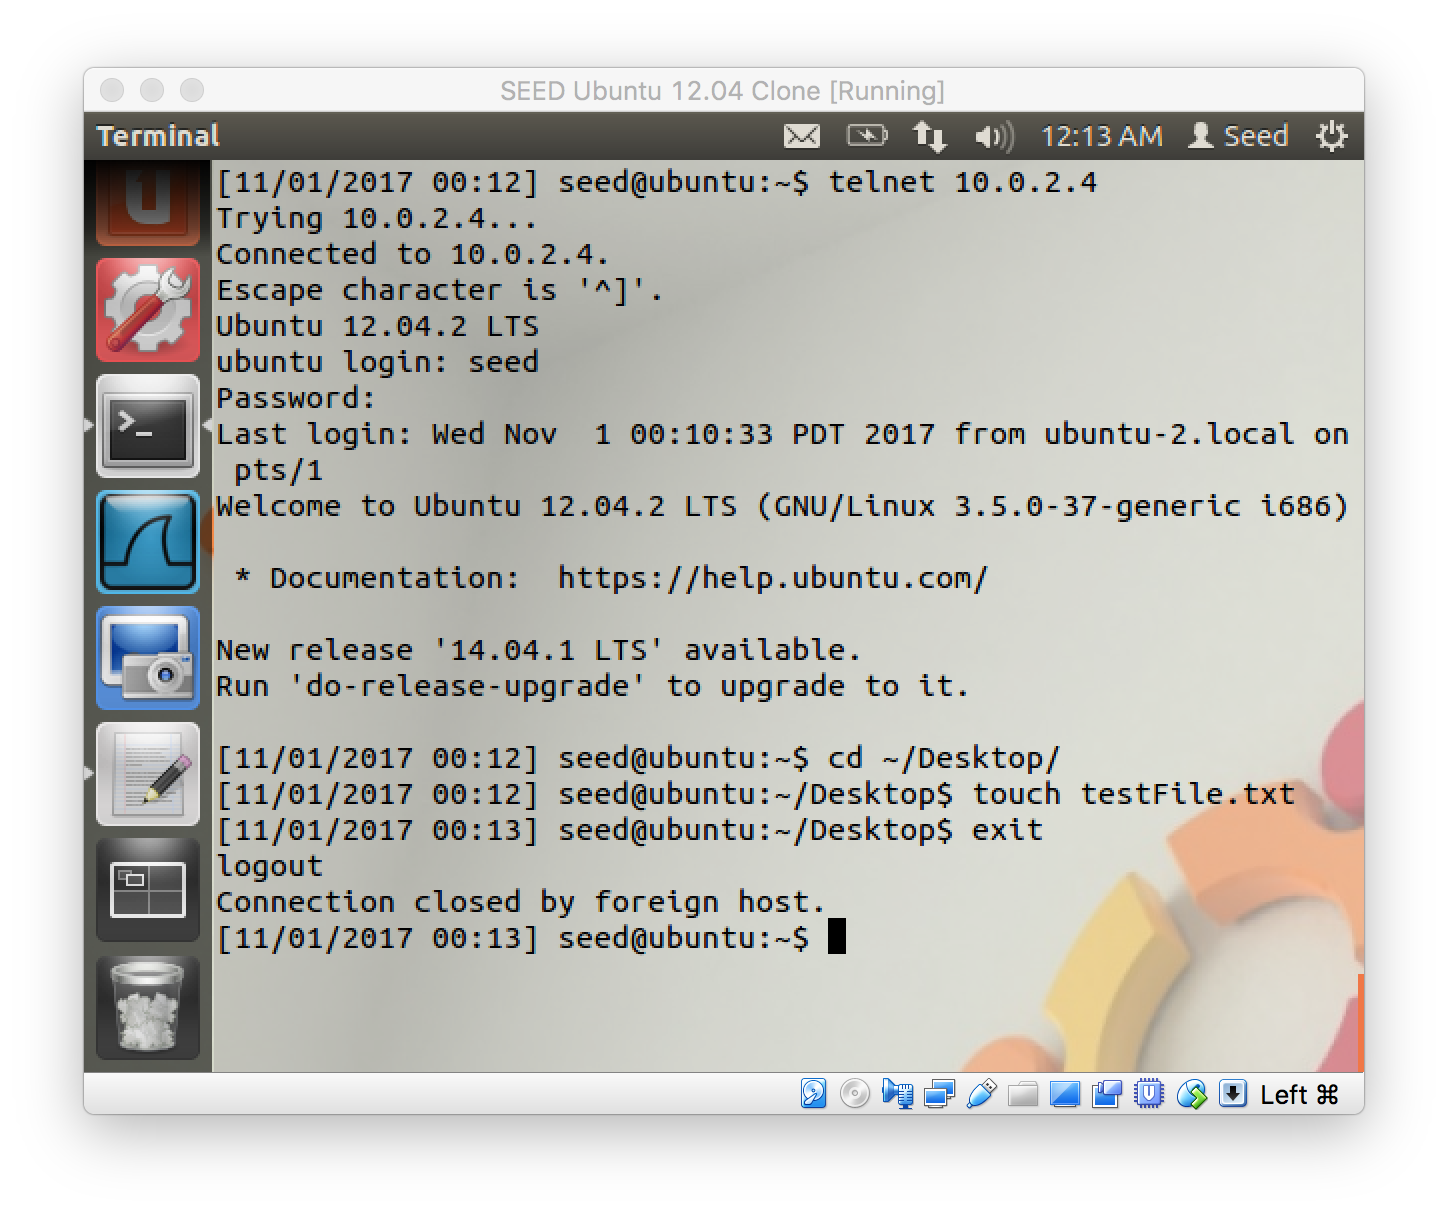 SEED Ubuntu 12.04 Clone [Running]
Terminal
12:13 AM
Seed
[11/01/2017 00:12] seed@ubuntu:~$ telnet 10.0.2.4
Trying 10.0.2.4...
Connected to 10.0.2.4.
Escape character is '^]'.
Ubuntu 12.04.2 LTS
ubuntu login: seed
Password:
Last login: Wed Nov  1 00:10:33 PDT 2017 from ubuntu-2.local on
 pts/1
Welcome to Ubuntu 12.04.2 LTS (GNU/Linux 3.5.0-37-generic i686)
 * Documentation:  https://help.ubuntu.com/
New release '14.04.1 LTS' available.
Run 'do-release-upgrade' to upgrade to it.
[11/01/2017 00:12] seed@ubuntu:~$ cd ~/Desktop/
[11/01/2017 00:12] seed@ubuntu:~/Desktop$ touch testFile.txt
[11/01/2017 00:13] seed@ubuntu:~/Desktop$ exit
logout
Connection closed by foreign host.
[11/01/2017 00:13] seed@ubuntu:~$
Left ⌘